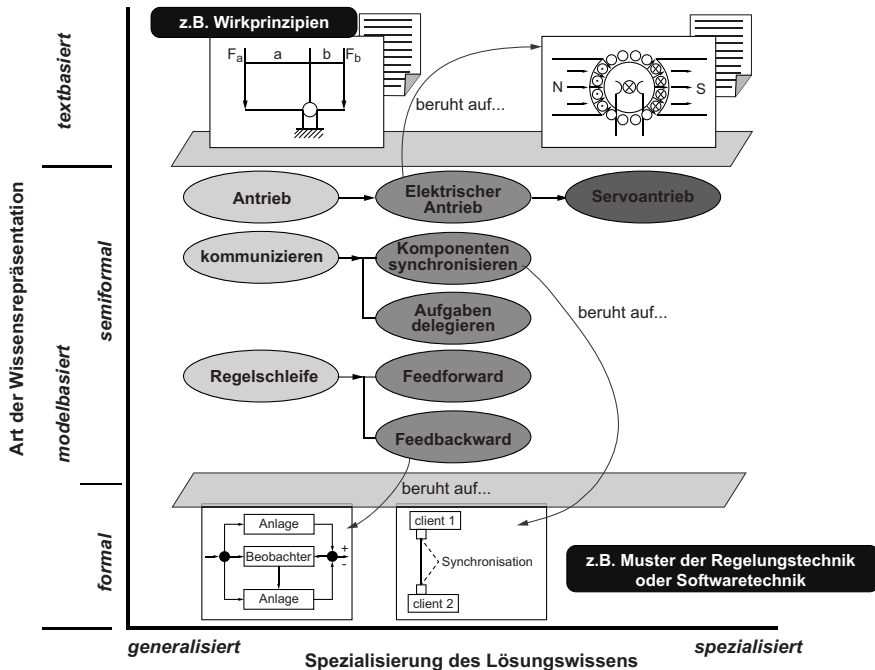 z.B. Wirkprinzipien
Fa a b Fb
N S
beruht auf...
textbasiert
Art der Wissensrepräsentation
modelbasiert
semiformal
formal
Antrieb
Elektrischer
Antrieb
Servoantrieb
kommunizieren
Komponenten
synchronisieren
Aufgaben
delegieren
beruht auf...
Regelschleife
Feedforward
Feedbackward
beruht auf...
Anlage
Beobachter
+
-
Anlage
client 1
Synchronisation
client 2
z.B. Muster der Regelungstechnik
oder Softwaretechnik
generalisiert
Spezialisierung des Lösungswissens
spezialisiert